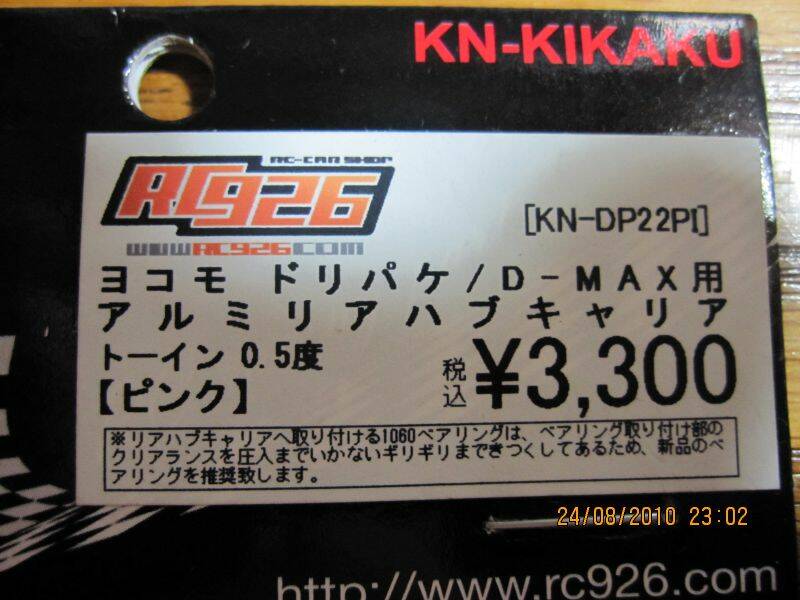 KN-KIKAKU
RC-CAR SHOP
RC926
WWW.RC926.COM
[KN-DP22PI]
ヨコモ ドリパケ/D-MAX用
アルミリアハブキャリア
トーイン 0.5度
【ピンク】
税込 ¥3,300
※リアハブキャリアへ取り付ける1060ベアリングは、ベアリング取り付け部の
クリアランスを圧入までいかないギリギリまできつくしてあるため、新品のベ
アリングを推奨致します。
24/08/2010 23:02
http://www.rc926.com